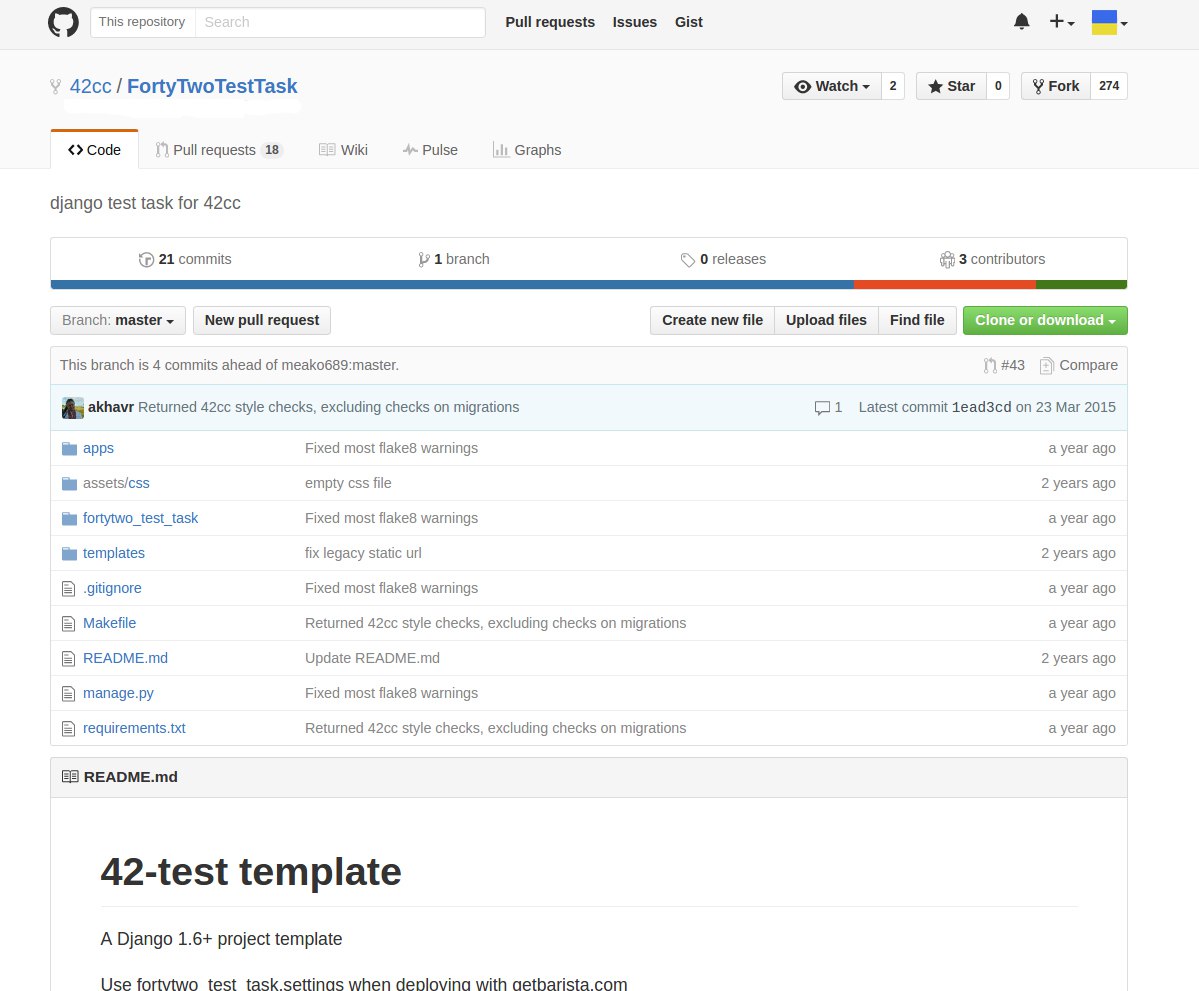 This repository Search Pull requests Issues Gist
42cc / FortyTwoTestTask Watch 2 Star 0 Fork 274
Code Pull requests 18 Wiki Pulse Graphs
django test task for 42cc
21 commits 1 branch 0 releases 3 contributors
Branch: master New pull request Create new file Upload files Find file Clone or download
This branch is 4 commits ahead of meako689:master. #43 Compare
akhavr Returned 42cc style checks, excluding checks on migrations 1 Latest commit 1ead3cd on 23 Mar 2015
apps Fixed most flake8 warnings a year ago
assets/css empty css file 2 years ago
fortytwo_test_task Fixed most flake8 warnings a year ago
templates fix legacy static url 2 years ago
.gitignore Fixed most flake8 warnings a year ago
Makefile Returned 42cc style checks, excluding checks on migrations a year ago
README.md Update README.md 2 years ago
manage.py Fixed most flake8 warnings a year ago
requirements.txt Returned 42cc style checks, excluding checks on migrations a year ago
README.md
42-test template
A Django 1.6+ project template
Use fortytwo_test_task.settings when deploying with getbarista.com